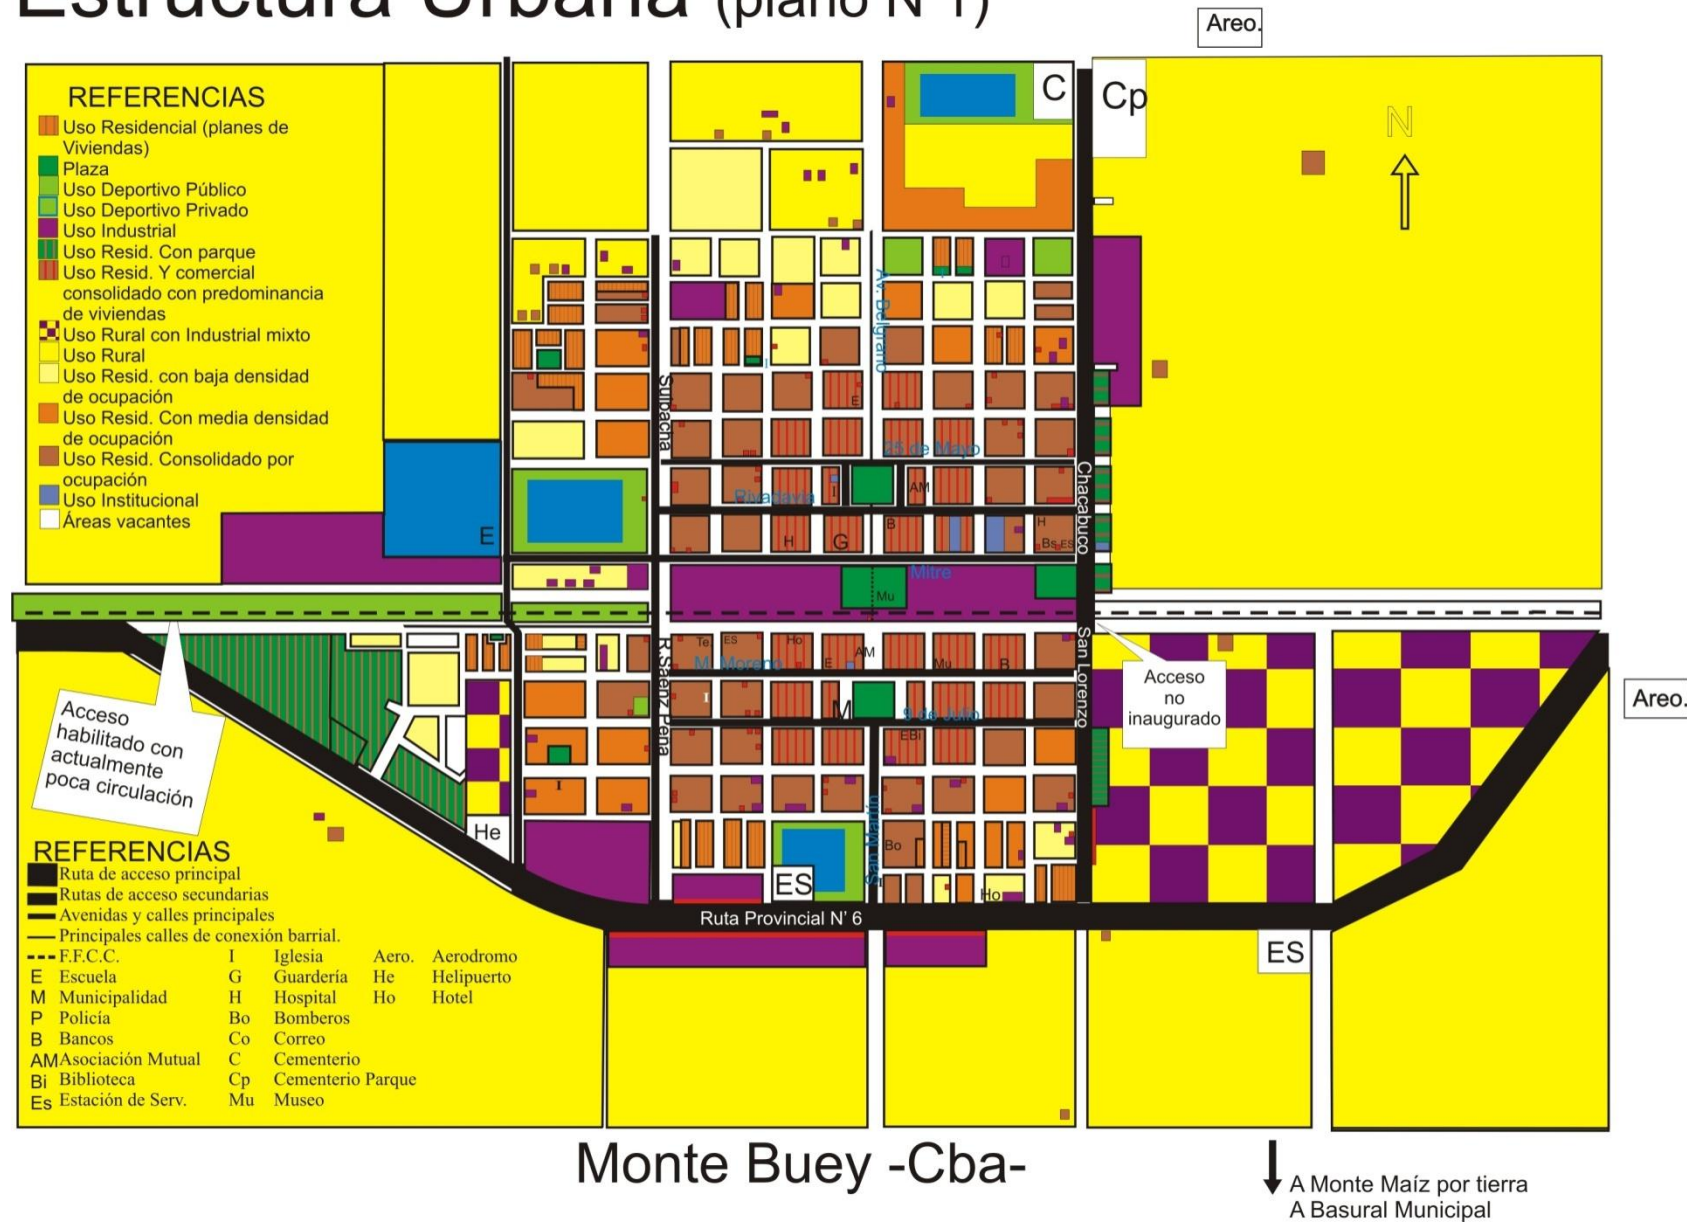 Estructura Urbana (plano N°1)
Areo.
REFERENCIAS
Uso Residencial (planes de
Viviendas)
Plaza
Uso Deportivo Público
Uso Deportivo Privado
Uso Industrial
Uso Resid. Con parque
Uso Resid. Y comercial
consolidado con predominancia
de viviendas
Uso Rural con Industrial mixto
Uso Rural
Uso Resid. con baja densidad
de ocupación
Uso Resid. Con media densidad
de ocupación
Uso Resid. Consolidado por
ocupación
Uso Institucional
Áreas vacantes
C
Cp
N
Av. Belgrano
I
Suipacha
E
25 de Mayo
Chacabuco
Rivadavia
I
AM
E
H
G
B
H
Bs
ES
Mitre
Mu
Te.
ES
Ho
AM
M. Moreno
E
Mu
B
R.Saenz Peña
San Lorenzo
I
M
9 de Julio
EBi
I
San Martín
Bo
He
ES
Ho
Ruta Provincial N' 6
ES
Acceso
no
inaugurado
Areo.
Acceso
habilitado con
actualmente
poca circulación
REFERENCIAS
Ruta de acceso principal
Rutas de acceso secundarias
Avenidas y calles principales
Principales calles de conexión barrial.
F.F.C.C. I Iglesia Aero. Aerodromo
E Escuela G Guardería He Helipuerto
M Municipalidad H Hospital Ho Hotel
P Policía Bo Bomberos
B Bancos Co Correo
AM Asociación Mutual C Cementerio
Bi Biblioteca Cp Cementerio Parque
Es Estación de Serv. Mu Museo
Monte Buey -Cba-
A Monte Maíz por tierra
A Basural Municipal